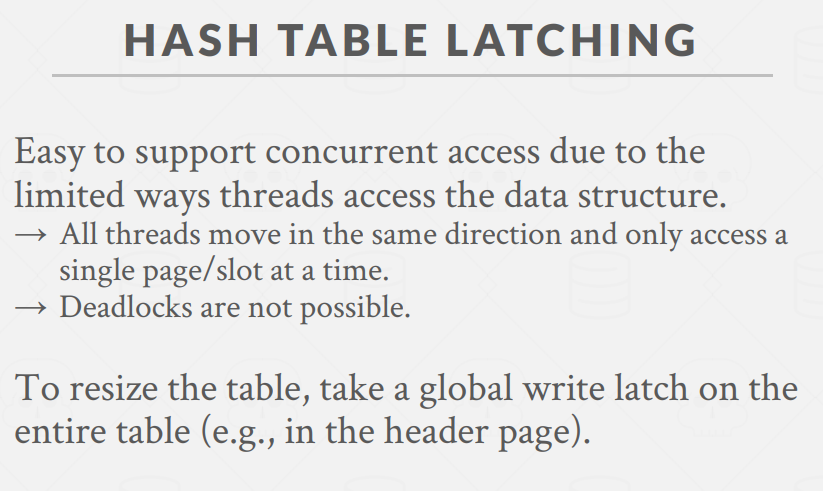 HASH TABLE LATCHING
Easy to support concurrent access due to the
limited ways threads access the data structure.
→ All threads move in the same direction and only access a
single page/slot at a time.
→ Deadlocks are not possible.
To resize the table, take a global write latch on the
entire table (e.g., in the header page).